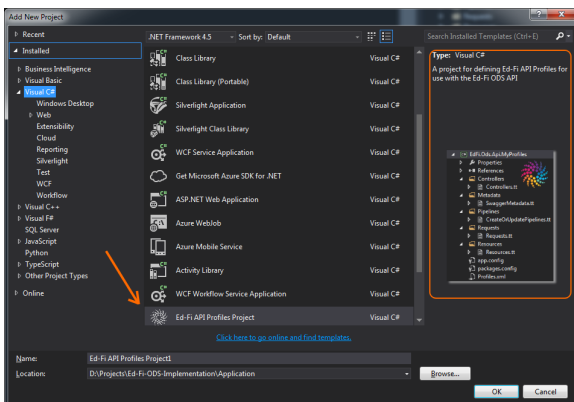 Add New Project
Recent
.NET Framework 4.5
Sort by: Default
Search Installed Templates (Ctrl+E)
Installed
Business Intelligence
Visual Basic
Visual C#
Windows Desktop
Web
Extensibility
Cloud
Reporting
Silverlight
Test
WCF
Workflow
Visual C++
Visual F#
SQL Server
JavaScript
Python
TypeScript
Other Project Types
Online
Class Library Visual C#
Class Library (Portable) Visual C#
Silverlight Application Visual C#
Silverlight Class Library Visual C#
WCF Service Application Visual C#
Get Microsoft Azure SDK for .NET Visual C#
ASP.NET Web Application Visual C#
Azure WebJob Visual C#
Azure Mobile Service Visual C#
Activity Library Visual C#
WCF Workflow Service Application Visual C#
Ed-Fi API Profiles Project Visual C#
Click here to go online and find templates.
Type: Visual C#
A project for defining Ed-Fi API Profiles for
use with the Ed-Fi ODS API
EdFi.Ods.Api.MyProfiles
Properties
References
Controllers
Controllers.tt
Metadata
SwaggerMetadata.tt
Pipelines
CreateOrUpdatePipelines.tt
Requests
Requests.tt
Resources
Resources.tt
app.config
packages.config
Profiles.xml
Name: Ed-Fi API Profiles Project1
Location: D:\Projects\Ed-Fi-ODS-Implementation\Application
Browse...
OK Cancel